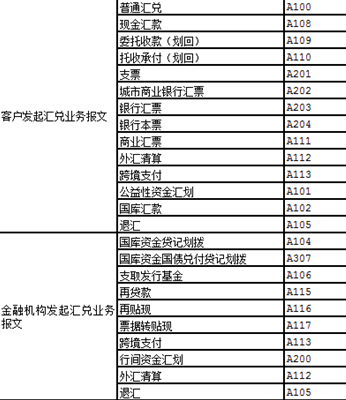 普通汇兑 A100
现金汇款 A108
委托收款（划回） A109
托收承付（划回） A110
支票 A201
城市商业银行汇票 A202
客户发起汇兑业务报文
银行汇票 A203
银行本票 A204
商业汇票 A111
外汇清算 A112
跨境支付 A113
公益性资金汇划 A101
国库汇款 A102
退汇 A105
国库资金贷记划拨 A104
国库资金国债兑付贷记划拨 A307
支取发行基金 A106
再贷款 A115
金融机构发起汇兑业务
报文
再贴现 A116
票据转贴现 A117
跨境支付 A113
行间资金汇划 A200
外汇清算 A112
退汇 A105